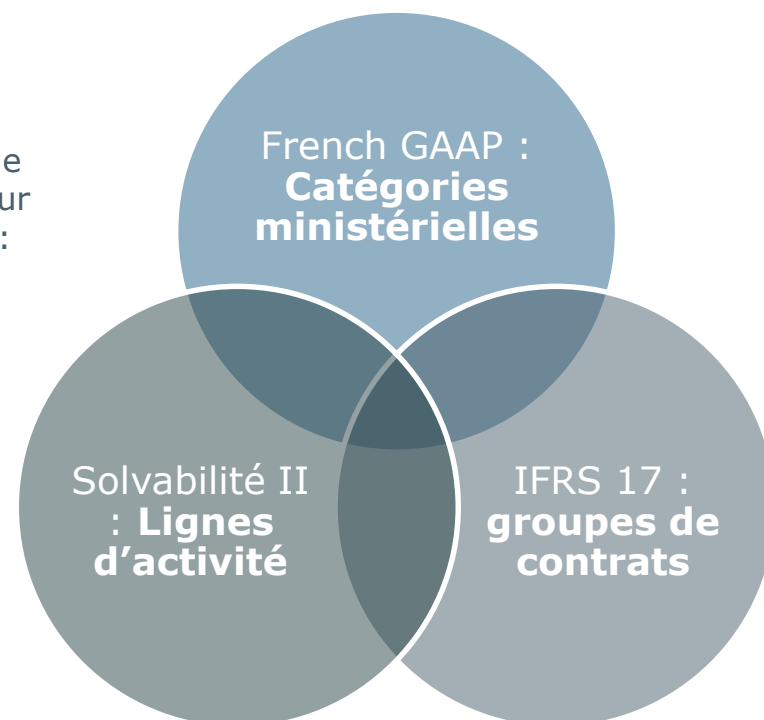 French GAAP :
Catégories
ministérielles
:
Solvabilité II
: Lignes
d’activité
IFRS 17 :
groupes de
contrats